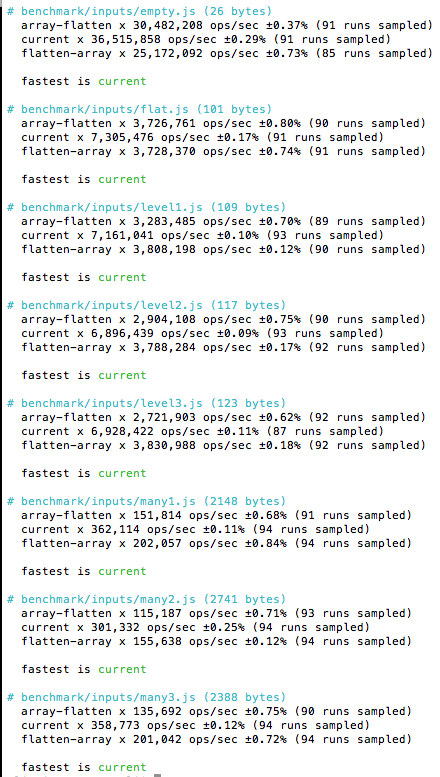 # benchmark/inputs/empty.js (26 bytes)
array-flatten x 30,482,208 ops/sec ±0.37% (91 runs sampled)
current x 36,515,858 ops/sec ±0.29% (91 runs sampled)
flatten-array x 25,172,092 ops/sec ±0.73% (85 runs sampled)
fastest is current
# benchmark/inputs/flat.js (101 bytes)
array-flatten x 3,726,761 ops/sec ±0.80% (90 runs sampled)
current x 7,305,476 ops/sec ±0.17% (91 runs sampled)
flatten-array x 3,728,370 ops/sec ±0.74% (91 runs sampled)
fastest is current
# benchmark/inputs/level1.js (109 bytes)
array-flatten x 3,283,485 ops/sec ±0.70% (89 runs sampled)
current x 7,161,041 ops/sec ±0.10% (93 runs sampled)
flatten-array x 3,808,198 ops/sec ±0.12% (90 runs sampled)
fastest is current
# benchmark/inputs/level2.js (117 bytes)
array-flatten x 2,904,108 ops/sec ±0.75% (90 runs sampled)
current x 6,896,439 ops/sec ±0.09% (93 runs sampled)
flatten-array x 3,788,284 ops/sec ±0.17% (92 runs sampled)
fastest is current
# benchmark/inputs/level3.js (123 bytes)
array-flatten x 2,721,903 ops/sec ±0.62% (92 runs sampled)
current x 6,928,422 ops/sec ±0.11% (87 runs sampled)
flatten-array x 3,830,988 ops/sec ±0.18% (92 runs sampled)
fastest is current
# benchmark/inputs/many1.js (2148 bytes)
array-flatten x 151,814 ops/sec ±0.68% (91 runs sampled)
current x 362,114 ops/sec ±0.11% (94 runs sampled)
flatten-array x 202,057 ops/sec ±0.84% (94 runs sampled)
fastest is current
# benchmark/inputs/many2.js (2741 bytes)
array-flatten x 115,187 ops/sec ±0.71% (93 runs sampled)
current x 301,332 ops/sec ±0.25% (94 runs sampled)
flatten-array x 155,638 ops/sec ±0.12% (94 runs sampled)
fastest is current
# benchmark/inputs/many3.js (2388 bytes)
array-flatten x 135,692 ops/sec ±0.75% (90 runs sampled)
current x 358,773 ops/sec ±0.12% (94 runs sampled)
flatten-array x 201,042 ops/sec ±0.72% (94 runs sampled)
fastest is current